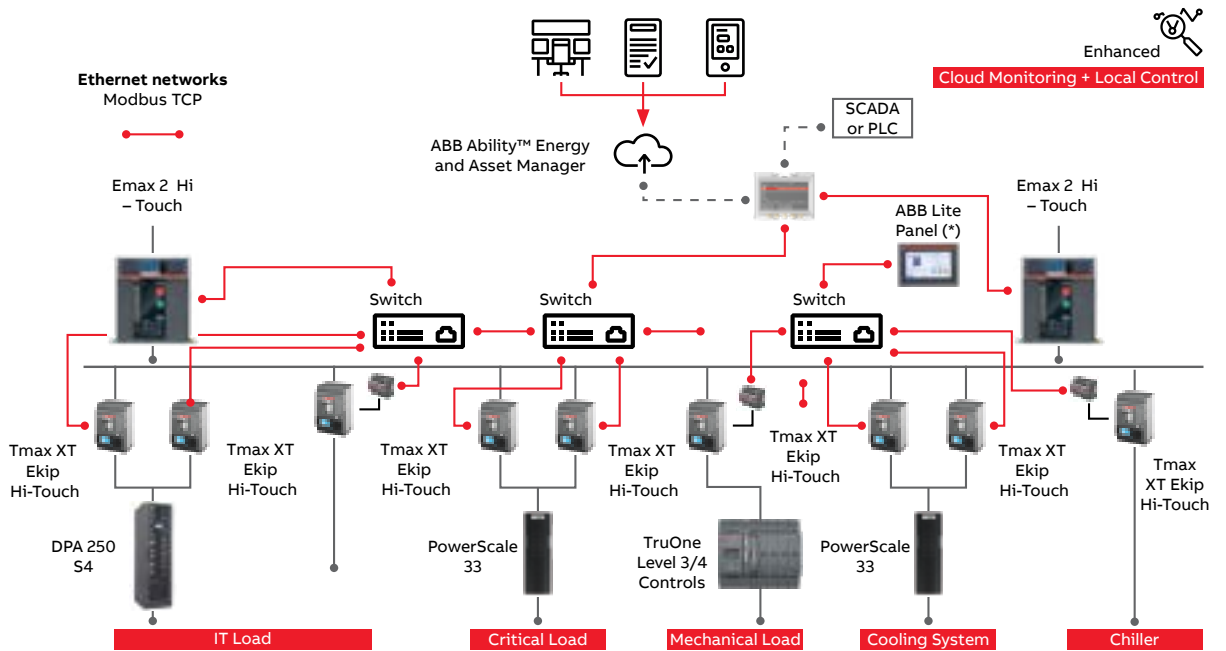 Enhanced
Cloud Monitoring + Local Control
Ethernet networks
Modbus TCP
SCADA
or PLC
ABB Ability™ Energy
and Asset Manager
Emax 2 Hi
– Touch
ABB Lite
Panel (*)
Emax 2 Hi
– Touch
Switch
Switch
Switch
Tmax XT
Ekip
Hi-Touch
Tmax XT
Ekip
Hi-Touch
Tmax XT
Ekip
Hi-Touch
Tmax XT
Ekip
Hi-Touch
Tmax XT
Ekip
Hi-Touch
Tmax XT
Ekip
Hi-Touch
Tmax
XT Ekip
Hi-Touch
DPA 250
S4
PowerScale
33
TruOne
Level 3/4
Controls
PowerScale
33
IT Load
Critical Load
Mechanical Load
Cooling System
Chiller